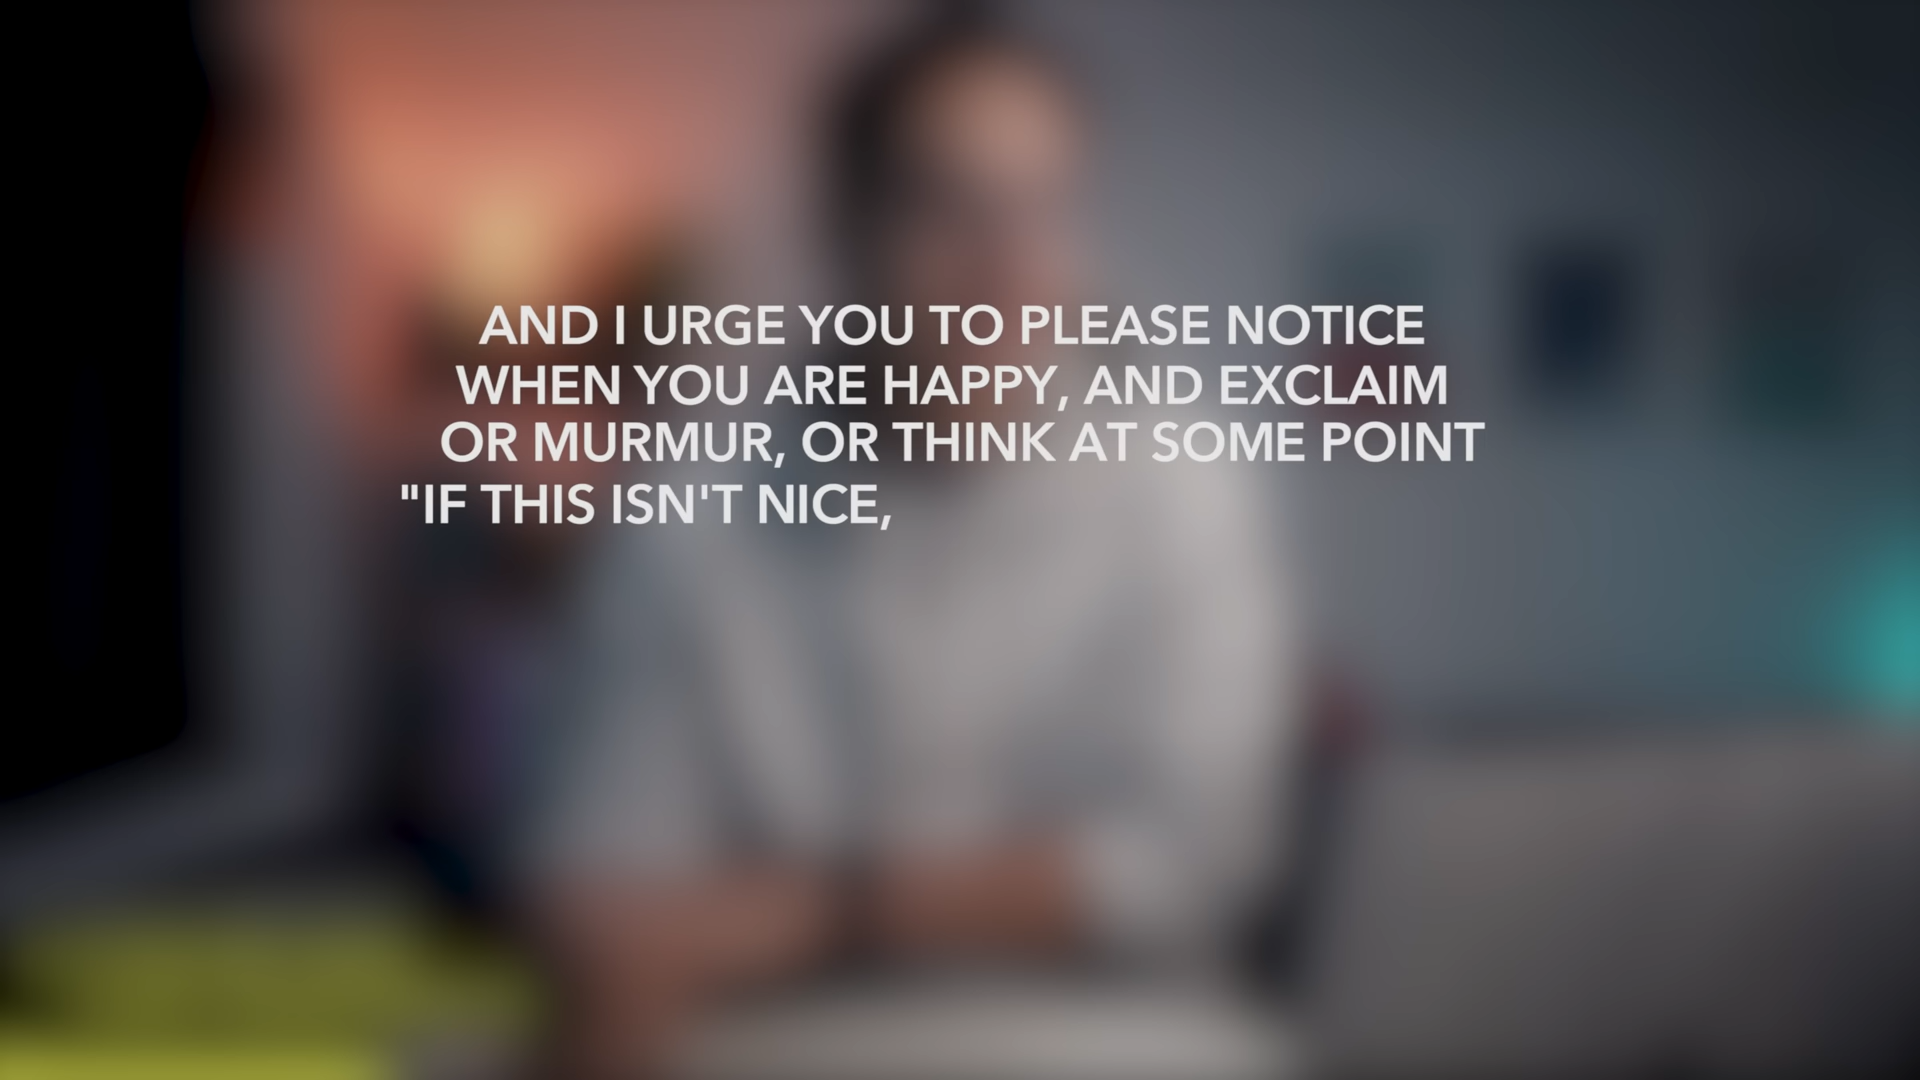 AND I URGE YOU TO PLEASE NOTICE
WHEN YOU ARE HAPPY, AND EXCLAIM
OR MURMUR, OR THINK AT SOME POINT
"IF THIS ISN'T NICE,